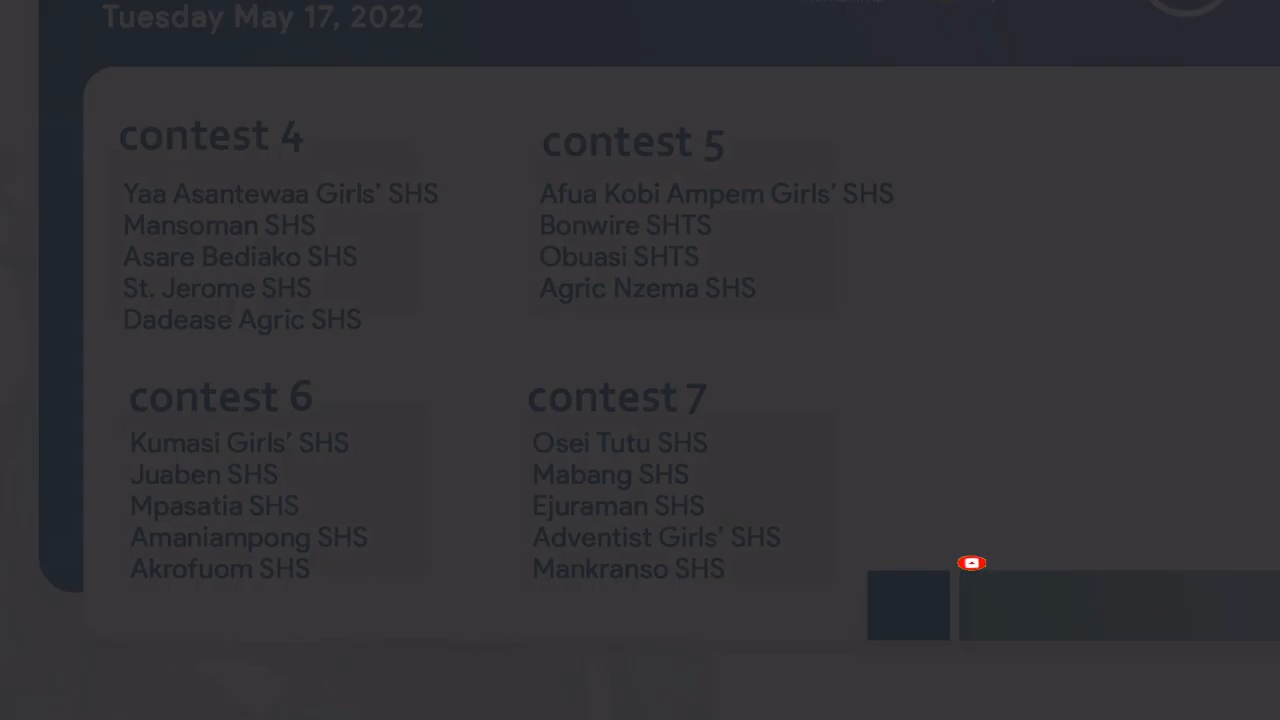 Tuesday May 17, 2022
contest 4
Yaa Asantewaa Girls' SHS
Mansoman SHS
Asare Bediako SHS
St. Jerome SHS
Dadease Agric SHS
contest 5
Afua Kobi Ampem Girls' SHS
Bonwire SHTS
Obuasi SHTS
Agric Nzema SHS
contest 6
Kumasi Girls' SHS
Juaben SHS
Mpasatia SHS
Amaniampong SHS
Akrofuom SHS
contest 7
Osei Tutu SHS
Mabang SHS
Ejuraman SHS
Adventist Girls' SHS
Mankranso SHS